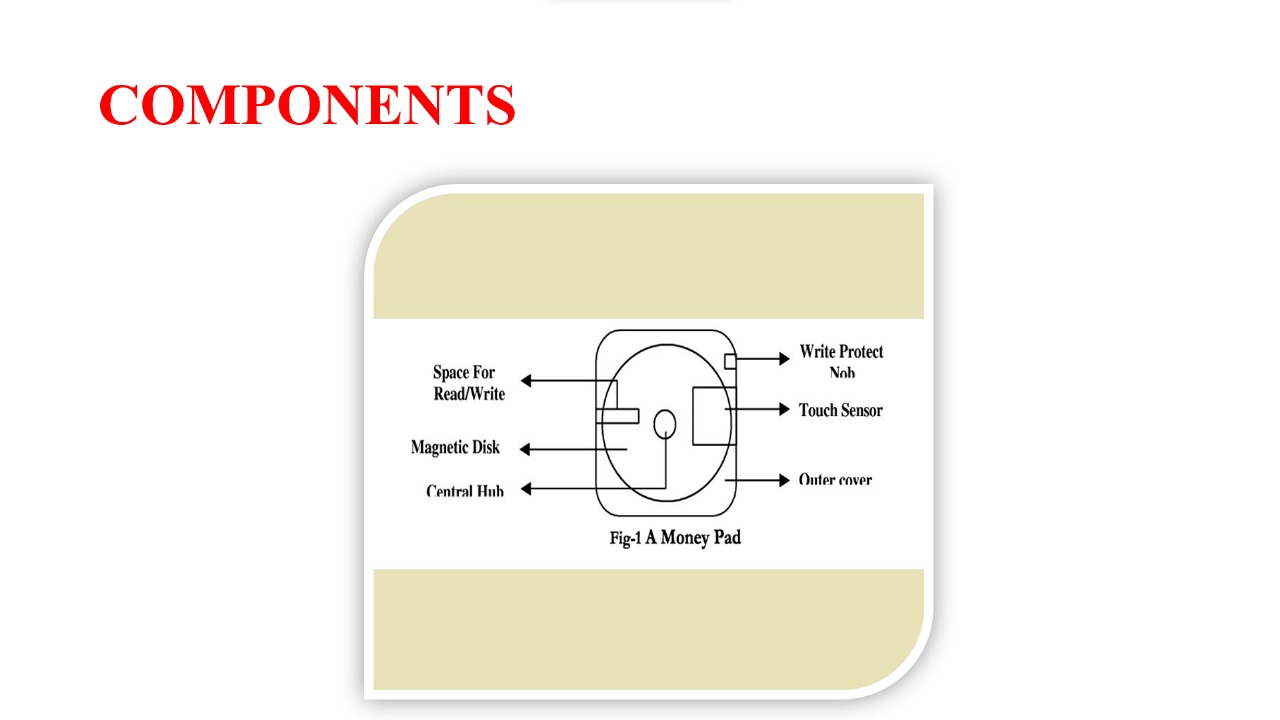 COMPONENTS
Space For
Read/Write
Magnetic Disk
Central Hub
Write Protect
Nob
Touch Sensor
Outer cover
Fig-1 A Money Pad